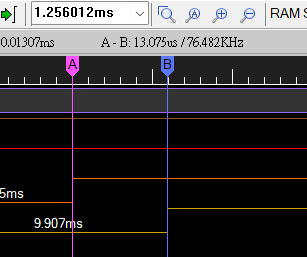 1.256012ms A RAM S
0.01307ms A - B: 13.075us / 76.482KHz
A B
5ms
9.907ms